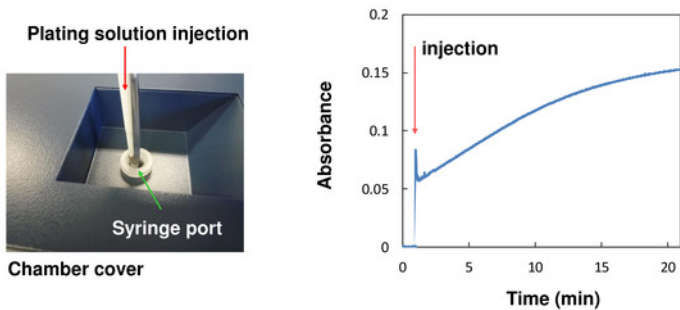 Plating solution injection
Syringe port
Chamber cover
injection
Absorbance
0.2
0.15
0.1
0.05
0
0 5 10 15 20
Time (min)